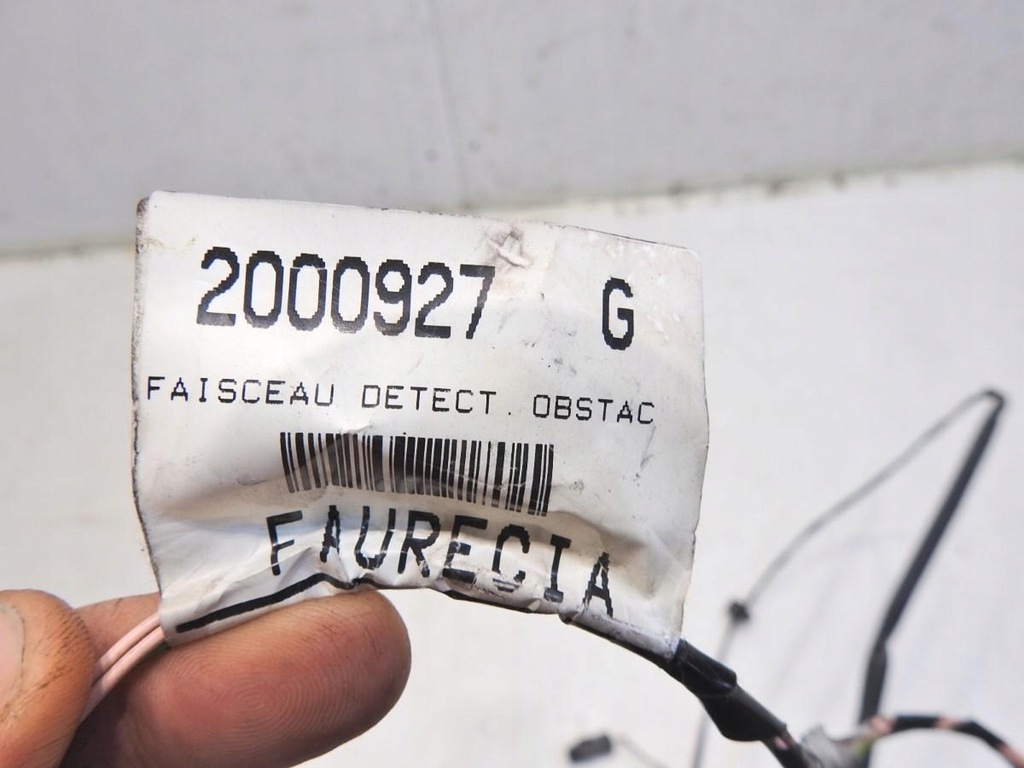 2000927 G
FAISCEAU DETECT. OBSTAC
FAURECIA